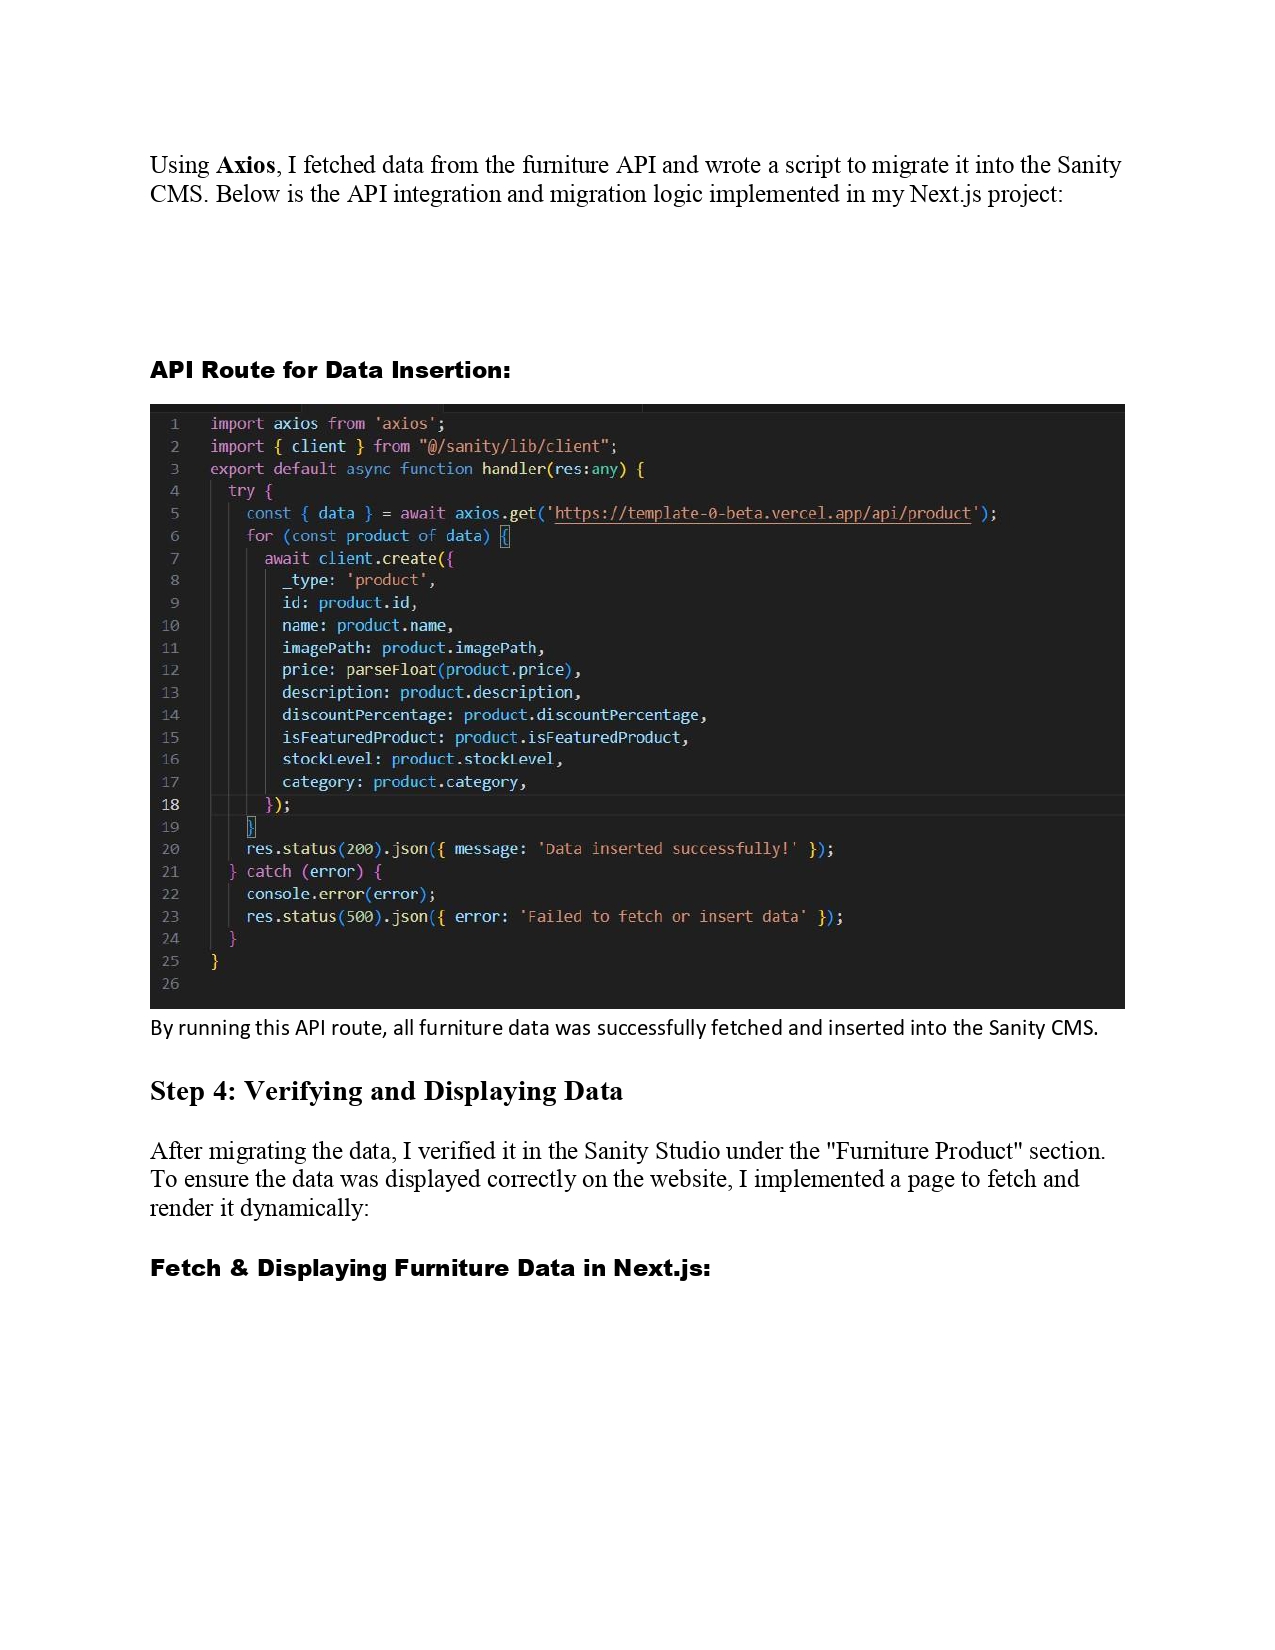 Using Axios, I fetched data from the furniture API and wrote a script to migrate it into the Sanity
CMS. Below is the API integration and migration logic implemented in my Next.js project:
API Route for Data Insertion:
1 import axios from 'axios';
2 import { client } from "@/sanity/lib/client";
3 export default async function handler(res:any) {
4 try {
5 const { data } = await axios.get('https://template-0-beta.vercel.app/api/product');
6 for (const product of data) {
7 await client.create({
8 _type: 'product',
9 id: product.id,
10 name: product.name,
11 imagePath: product.imagePath,
12 price: parseFloat(product.price),
13 description: product.description,
14 discountPercentage: product.discountPercentage,
15 isFeaturedProduct: product.isFeaturedProduct,
16 stockLevel: product.stockLevel,
17 category: product.category,
18 });
19 }
20 res.status(200).json({ message: 'Data inserted successfully!' });
21 } catch (error) {
22 console.error(error);
23 res.status(500).json({ error: 'Failed to fetch or insert data' });
24 }
25 }
26
By running this API route, all furniture data was successfully fetched and inserted into the Sanity CMS.
Step 4: Verifying and Displaying Data
After migrating the data, I verified it in the Sanity Studio under the "Furniture Product" section.
To ensure the data was displayed correctly on the website, I implemented a page to fetch and
render it dynamically:
Fetch & Displaying Furniture Data in Next.js: